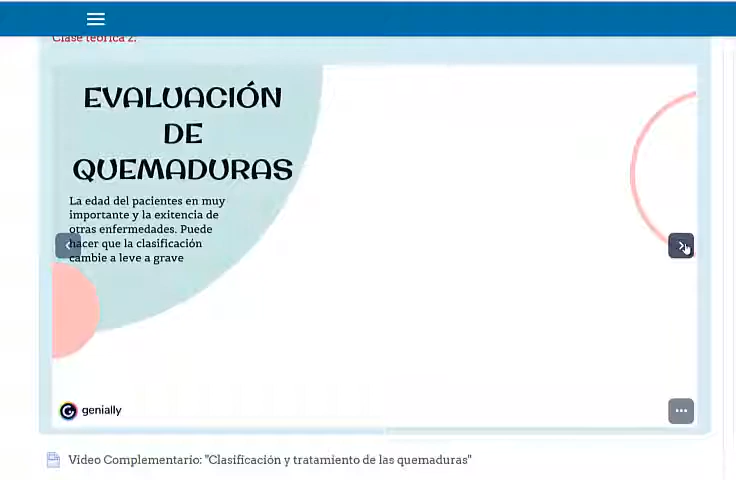 Clase teórica 2:
EVALUACIÓN
DE
QUEMADURAS
La edad del pacientes en muy
importante y la exitencia de
otras enfermedades. Puede
hacer que la clasificación
cambie a leve a grave
genially
Video Complementario: "Clasificación y tratamiento de las quemaduras"